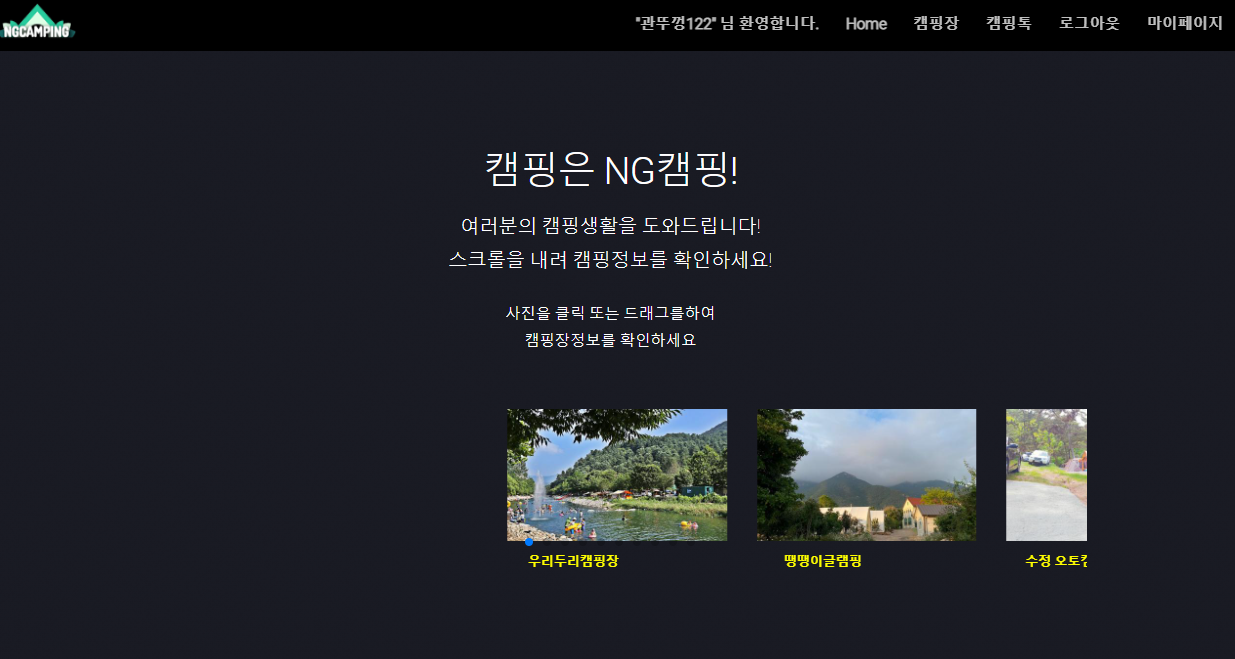 NGCAMPING
"관뚜껑122" 님 환영합니다. Home 캠핑장 캠핑톡 로그아웃 마이페이지
캠핑은 NG캠핑!
여러분의 캠핑생활을 도와드립니다!
스크롤을 내려 캠핑정보를 확인하세요!
사진을 클릭 또는 드래그를하여
캠핑장정보를 확인하세요
우리두리캠핑장
땡땡이글램핑
수정 오토캠